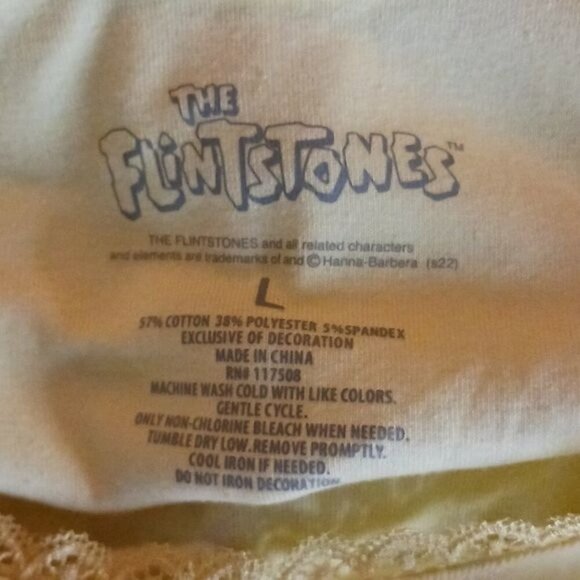 THE
FLINTSTONES™
THE FLINTSTONES and all related characters
and elements are trademarks of and © Hanna-Barbera (s22)
L
57% COTTON 38% POLYESTER 5%SPANDEX
EXCLUSIVE OF DECORATION
MADE IN CHINA
RN# 117508
MACHINE WASH COLD WITH LIKE COLORS.
GENTLE CYCLE.
ONLY NON-CHLORINE BLEACH WHEN NEEDED.
TUMBLE DRY LOW.REMOVE PROMPTLY.
COOL IRON IF NEEDED.
DO NOT IRON DECORATION